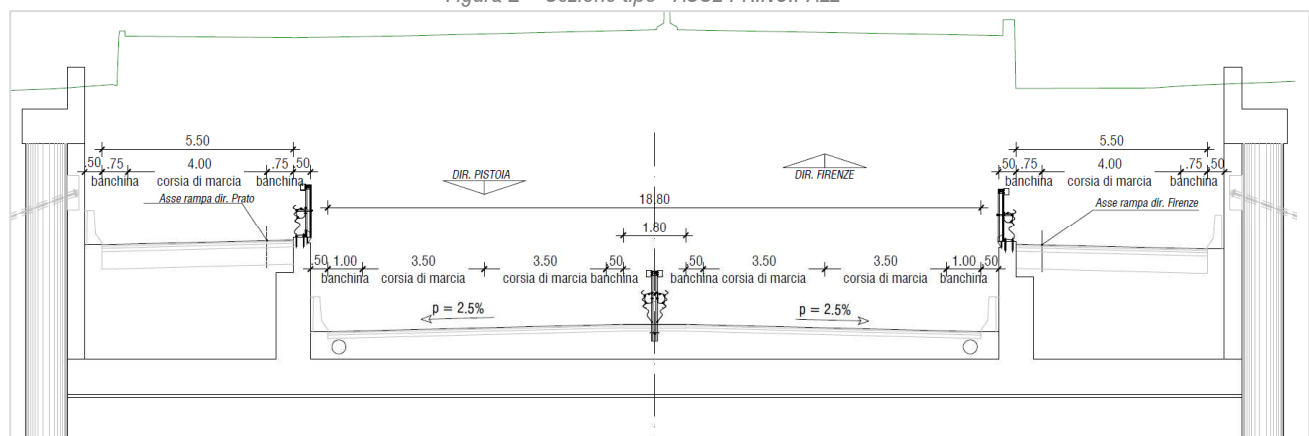 Figura 2 – Sezione tipo - ASSE PRINCIPALE
5.50
.50 .75 4.00 .75 .50
banchina corsia di marcia banchina
Asse rampa dir. Prato
DIR. PISTOIA
DIR. FIRENZE
18.80
1.80
5.50
.50 .75 4.00 .75 .50
banchina corsia di marcia banchina
Asse rampa dir. Firenze
.50 1.00 3.50 3.50 .50
banchina corsia di marcia corsia di marcia banchina
.50 3.50 3.50 1.00 .50
banchina corsia di marcia corsia di marcia banchina
p = 2.5%
p = 2.5%